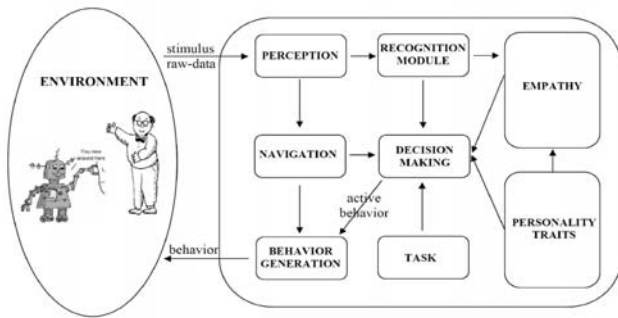 ENVIRONMENT
stimulus
raw-data
PERCEPTION
RECOGNITION
MODULE
EMPATHY
NAVIGATION
DECISION
MAKING
active
behavior
behavior
BEHAVIOR
GENERATION
TASK
PERSONALITY
TRAITS